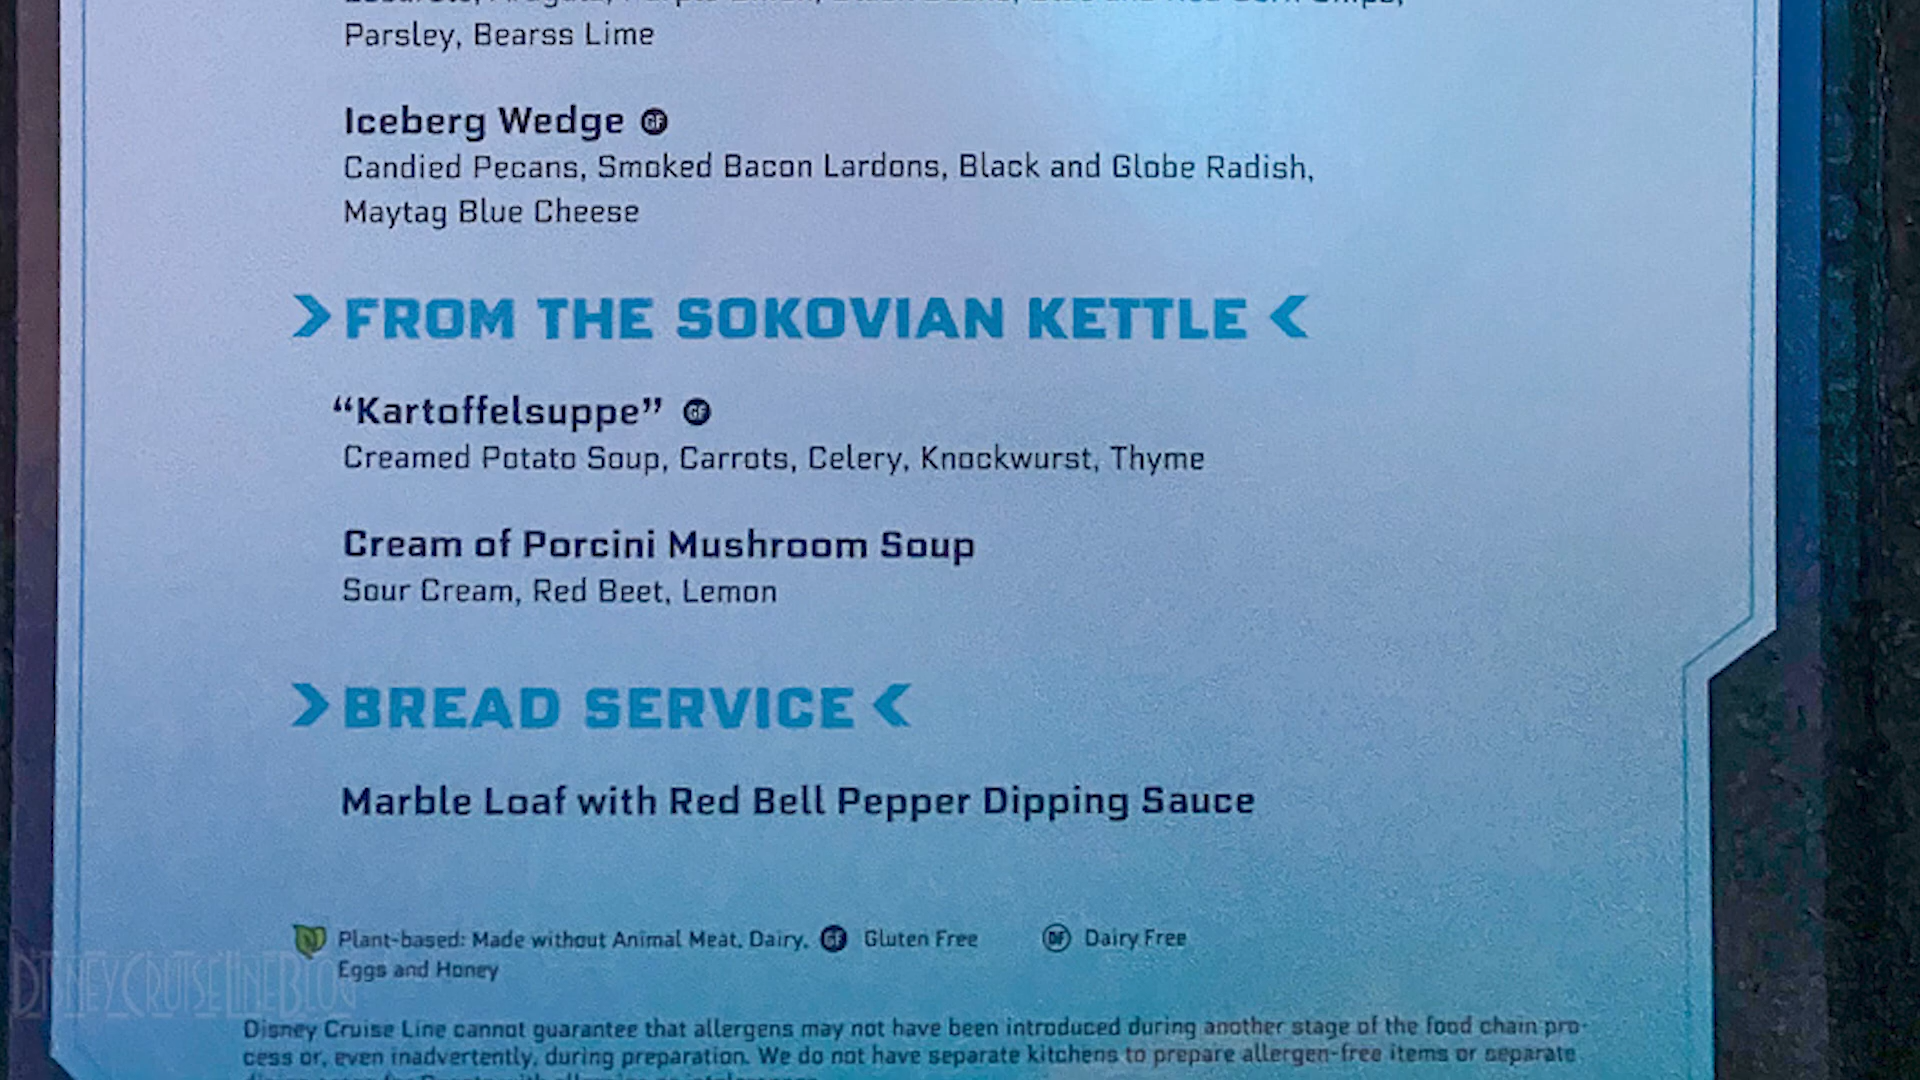 Parsley, Bearss Lime
Iceberg Wedge GF
Candied Pecans, Smoked Bacon Lardons, Black and Globe Radish,
Maytag Blue Cheese
FROM THE SOKOVIAN KETTLE
“Kartoffelsuppe” GF
Creamed Potato Soup, Carrots, Celery, Knockwurst, Thyme
Cream of Porcini Mushroom Soup
Sour Cream, Red Beet, Lemon
BREAD SERVICE
Marble Loaf with Red Bell Pepper Dipping Sauce
Plant-based: Made without Animal Meat, Dairy, GF Gluten Free DF Dairy Free
Eggs and Honey
DISNEYCRUISELINEBLOG
Disney Cruise Line cannot guarantee that allergens may not have been introduced during another stage of the food chain pro-
cess or, even inadvertently, during preparation. We do not have separate kitchens to prepare allergen-free items or separate